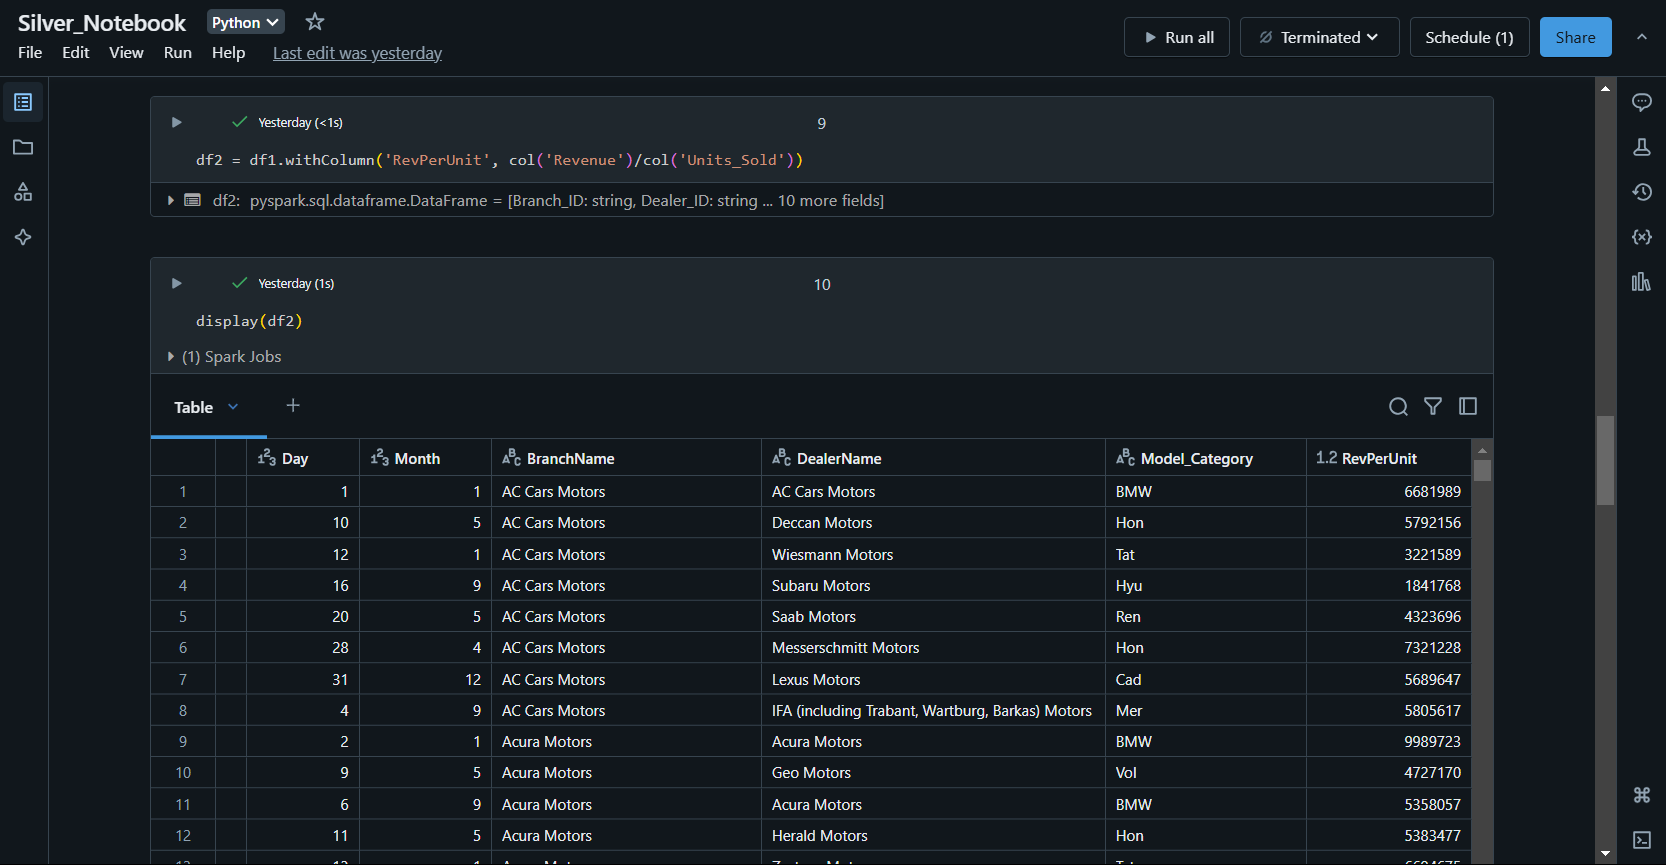 Silver_Notebook Python
File Edit View Run Help Last edit was yesterday
Run all Terminated Schedule (1) Share
Yesterday (<1s) 9
df2 = df1.withColumn('RevPerUnit', col('Revenue')/col('Units_Sold'))
df2: pyspark.sql.dataframe.DataFrame = [Branch_ID: string, Dealer_ID: string ... 10 more fields]
Yesterday (1s) 10
display(df2)
(1) Spark Jobs
Table +
123 Day 123 Month ABC BranchName ABC DealerName ABC Model_Category 1.2 RevPerUnit
1 1 1 AC Cars Motors AC Cars Motors BMW 6681989
2 10 5 AC Cars Motors Deccan Motors Hon 5792156
3 12 1 AC Cars Motors Wiesmann Motors Tat 3221589
4 16 9 AC Cars Motors Subaru Motors Hyu 1841768
5 20 5 AC Cars Motors Saab Motors Ren 4323696
6 28 4 AC Cars Motors Messerschmitt Motors Hon 7321228
7 31 12 AC Cars Motors Lexus Motors Cad 5689647
8 4 9 AC Cars Motors IFA (including Trabant, Wartburg, Barkas) Motors Mer 5805617
9 2 1 Acura Motors Acura Motors BMW 9989723
10 9 5 Acura Motors Geo Motors Vol 4727170
11 6 9 Acura Motors Acura Motors BMW 5358057
12 11 5 Acura Motors Herald Motors Hon 5383477